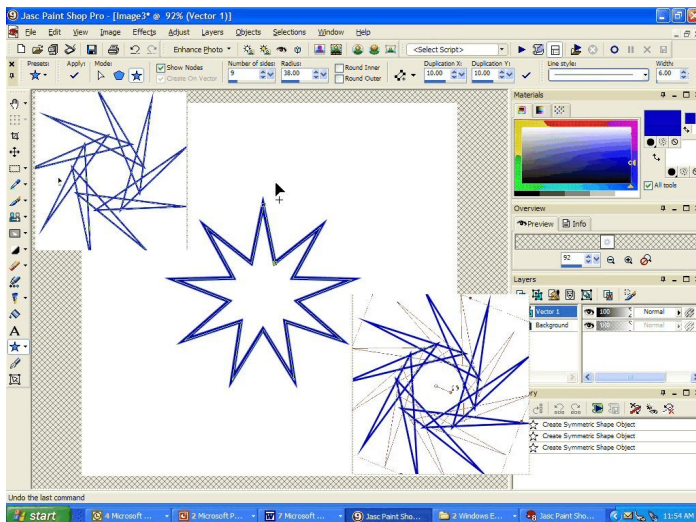 Jasc Paint Shop Pro - [Image3* @ 92% (Vector 1)]
File Edit View Image Effects Adjust Layers Objects Selections Window Help
Enhance Photo
<Select Script>
Presets: Apply: Mode: Show Nodes Number of sides: Radius: Round Inner Duplication X: Duplication Y: Line style: Width:
Create On Vector 9 38.00 Round Outer 10.00 10.00 6.00
Materials
All tools
Overview
Preview Info
92
Layers
Vector 1 100 Normal
Background 100 Normal
Create Symmetric Shape Object
Create Symmetric Shape Object
Create Symmetric Shape Object
Undo the last command
start 4 Microsoft ... 2 Microsoft P... 7 Microsoft ... Jasc Paint Sho... 2 Windows E... Jasc Paint Sho... 11:54 AM